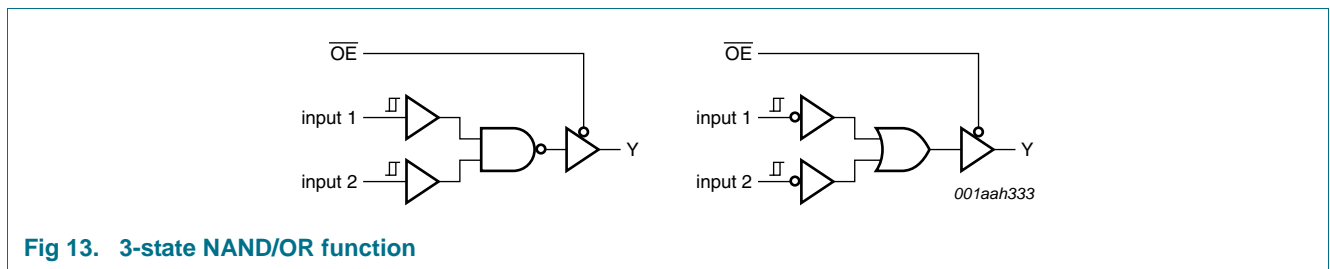 OE OE
input 1 Y input 1 Y
input 2 input 2
001aah333
Fig 13. 3-state NAND/OR function